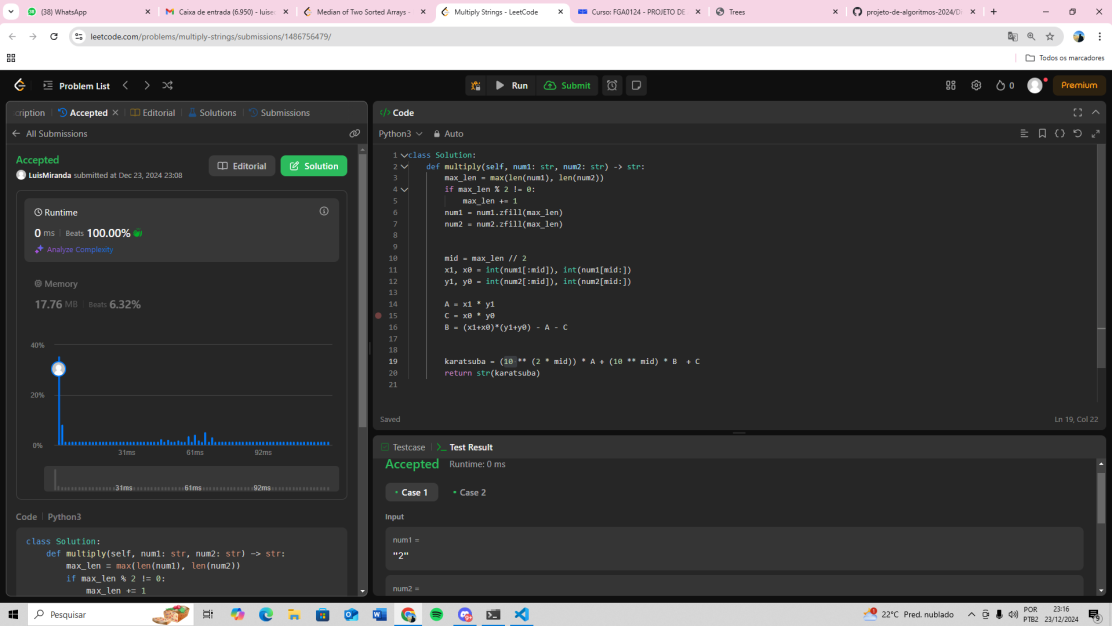 (38) WhatsApp
Caixa de entrada (6.950) - luise
Median of Two Sorted Arrays -
Multiply Strings - LeetCode
Curso: FGA0124 - PROJETO DE
Trees
projeto-de-algoritmos-2024/Di
leetcode.com/problems/multiply-strings/submissions/1486756479/
Todos os marcadores
Problem List
Run
Submit
0
Premium
cription
Accepted
Editorial
Solutions
Submissions
All Submissions
Accepted
LuisMiranda submitted at Dec 23, 2024 23:08
Editorial
Solution
Runtime
0 ms | Beats 100.00%
Analyze Complexity
Memory
17.76 MB | Beats 6.32%
40%
20%
0%
31ms 61ms 92ms
31ms 61ms 92ms
Code | Python3
class Solution:
def multiply(self, num1: str, num2: str) -> str:
max_len = max(len(num1), len(num2))
if max_len % 2 != 0:
max_len += 1
Code
Python3
Auto
1 class Solution:
2 def multiply(self, num1: str, num2: str) -> str:
3 max_len = max(len(num1), len(num2))
4 if max_len % 2 != 0:
5 max_len += 1
6 num1 = num1.zfill(max_len)
7 num2 = num2.zfill(max_len)
8
9
10 mid = max_len // 2
11 x1, x0 = int(num1[:mid]), int(num1[mid:])
12 y1, y0 = int(num2[:mid]), int(num2[mid:])
13
14 A = x1 * y1
15 C = x0 * y0
16 B = (x1+x0)*(y1+y0) - A - C
17
18
19 karatsuba = (10 ** (2 * mid)) * A + (10 ** mid) * B + C
20 return str(karatsuba)
21
Saved
Ln 19, Col 22
Testcase
Test Result
Accepted
Runtime: 0 ms
Case 1
Case 2
Input
num1 =
"2"
num2 =
Pesquisar
22°C Pred. nublado
POR
PTB2
23:16
23/12/2024